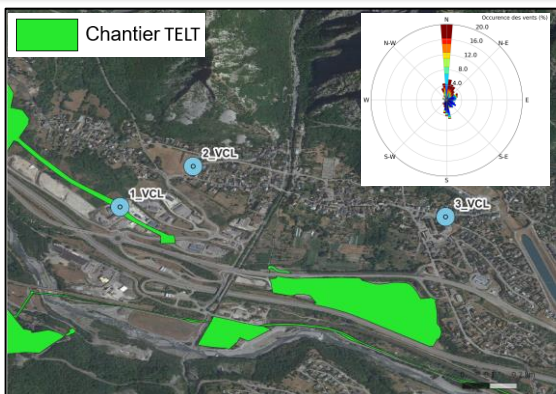 Chantier TELT
Occurence des vents (%)
N
20.0
16.0
12.0
8.0
4.0
N-W
N-E
W
E
S-W
S-E
S
2_VCL
1_VCL
3_VCL